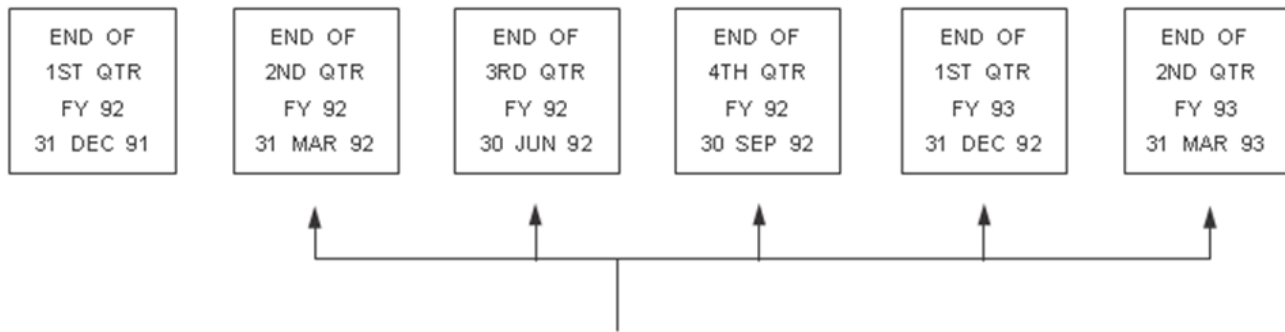 END OF
1ST QTR
FY 92
31 DEC 91
END OF
2ND QTR
FY 92
31 MAR 92
END OF
3RD QTR
FY 92
30 JUN 92
END OF
4TH QTR
FY 92
30 SEP 92
END OF
1ST QTR
FY 93
31 DEC 92
END OF
2ND QTR
FY 93
31 MAR 93